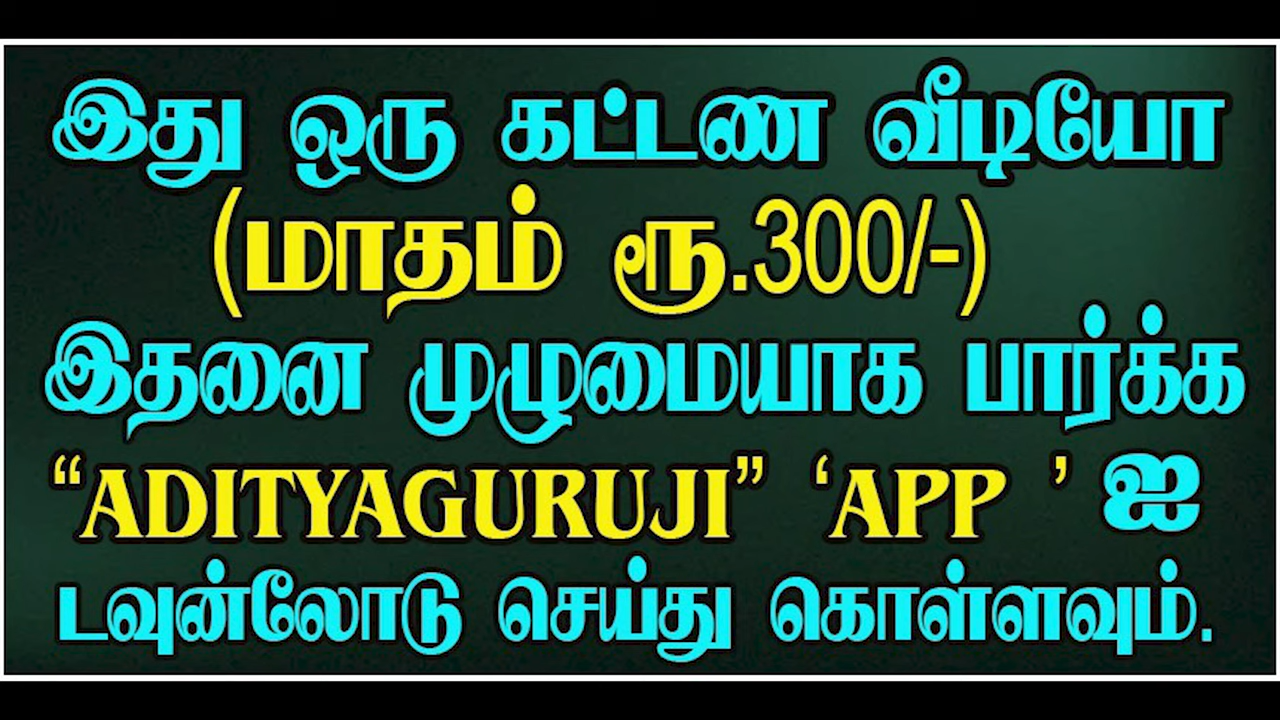 இது ஒரு கட்டண வீடியோ
(மாதம் ரூ.300/-)
இதனை முழுமையாக பார்க்க
“ADITYAGURUJI” ‘APP ’ ஐ
டவுன்லோடு செய்து கொள்ளவும்.